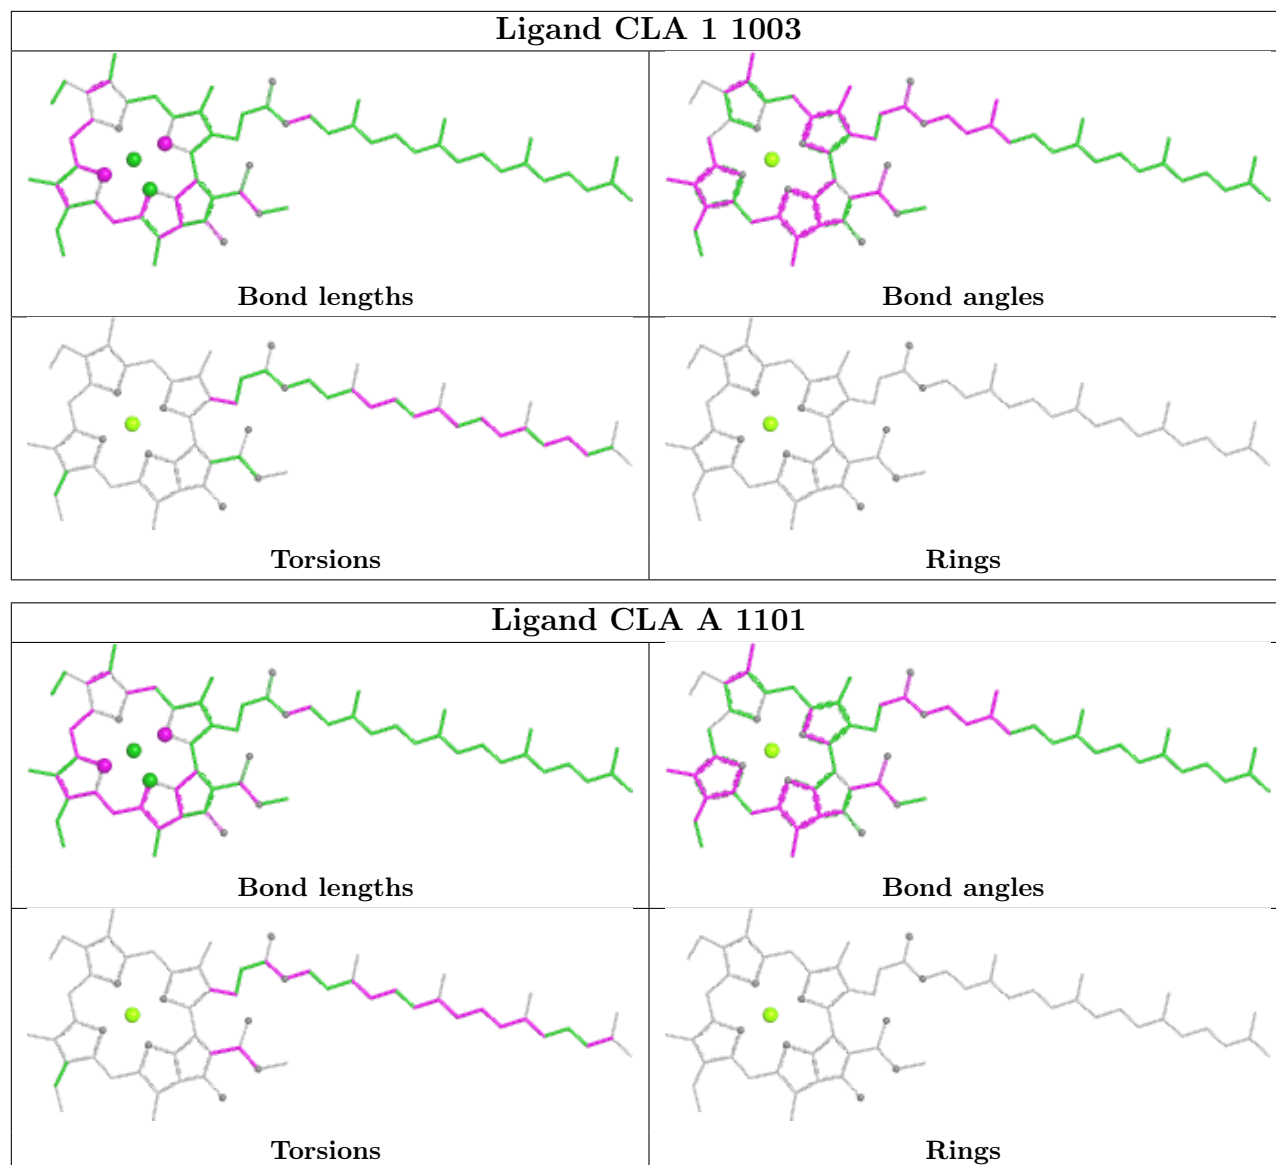 Ligand CLA 1 1003
Bond lengths
Bond angles
Torsions
Rings
Ligand CLA A 1101
Bond lengths
Bond angles
Torsions
Rings